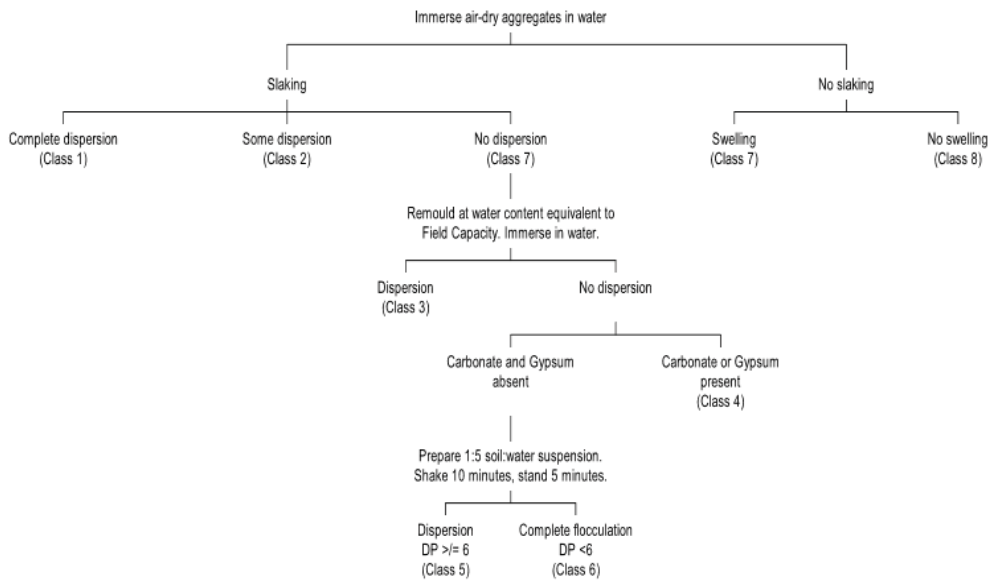 Immerse air-dry aggregates in water
Slaking
No slaking
Complete dispersion
(Class 1)
Some dispersion
(Class 2)
No dispersion
(Class 7)
Swelling
(Class 7)
No swelling
(Class 8)
Remould at water content equivalent to
Field Capacity. Immerse in water.
Dispersion
(Class 3)
No dispersion
Carbonate and Gypsum
absent
Carbonate or Gypsum
present
(Class 4)
Prepare 1:5 soil:water suspension.
Shake 10 minutes, stand 5 minutes.
Dispersion
DP >/= 6
(Class 5)
Complete flocculation
DP <6
(Class 6)